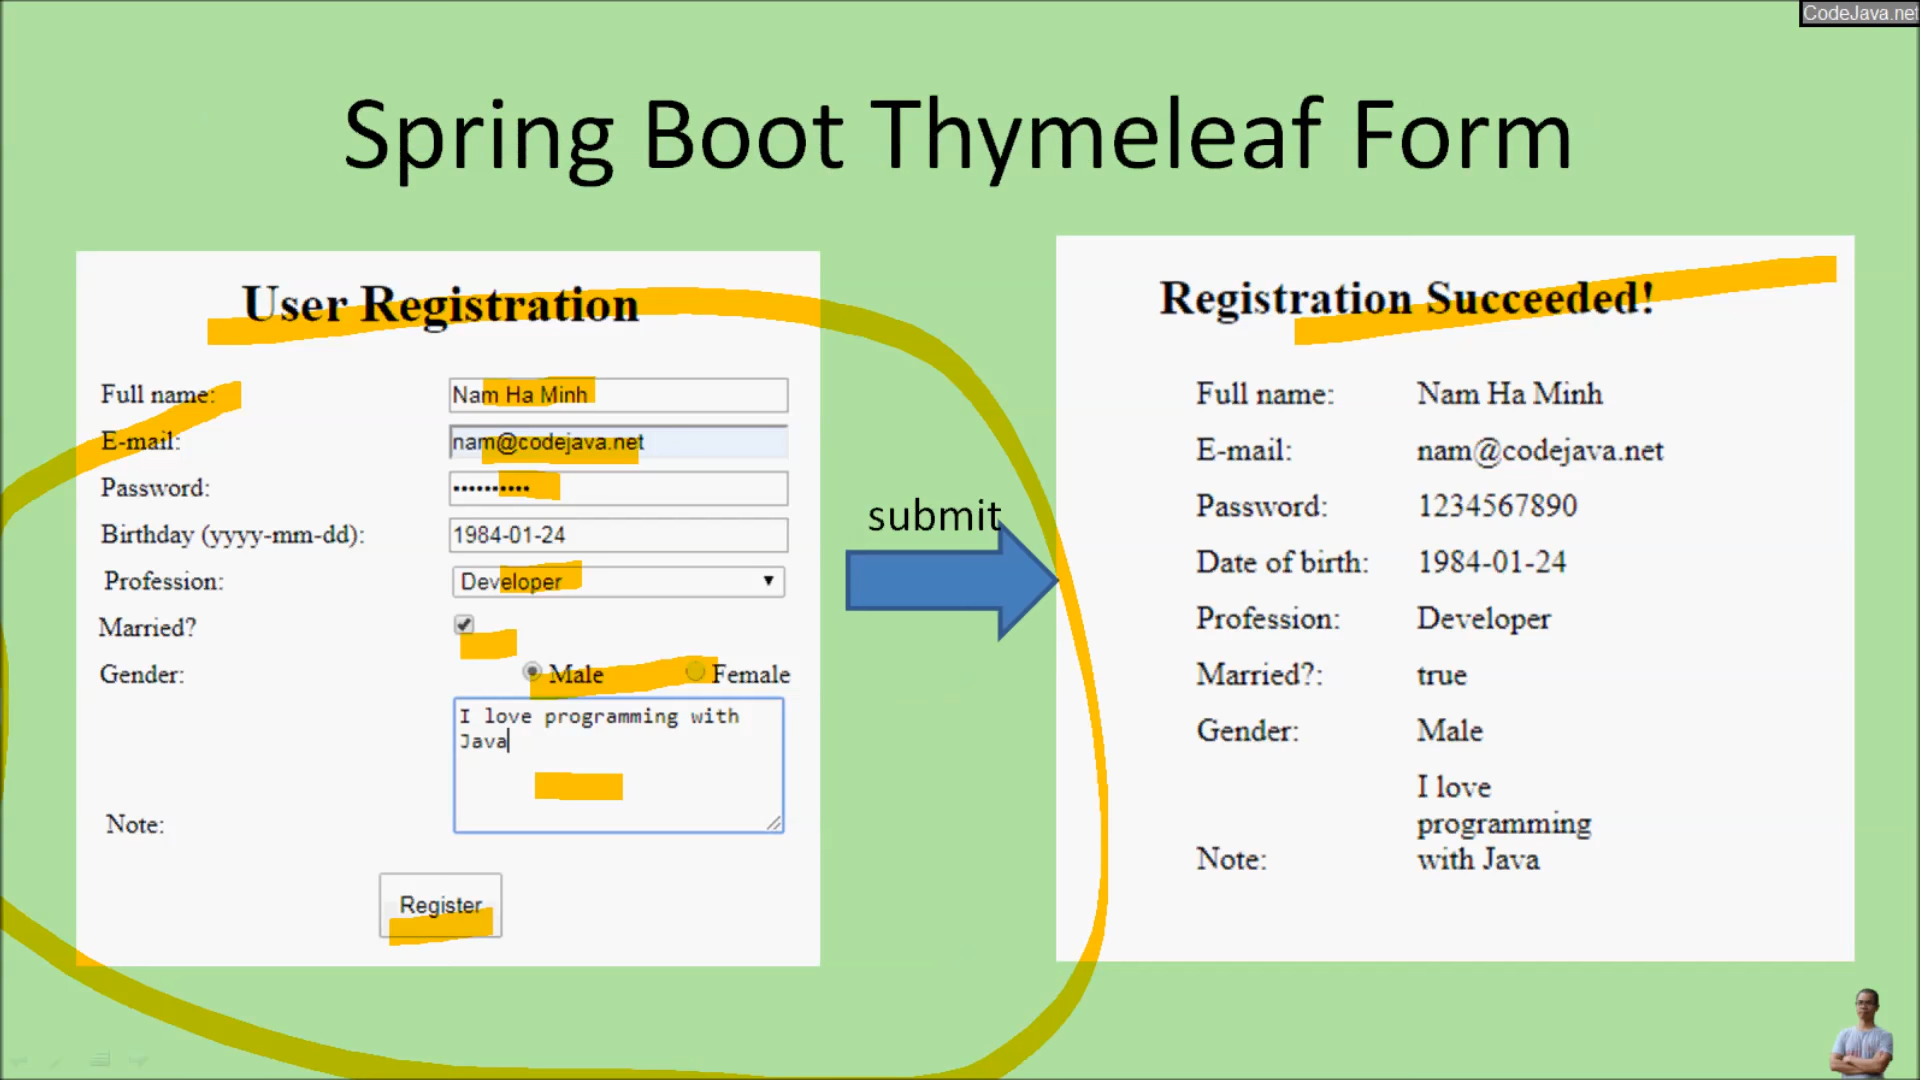 CodeJava.net
Spring Boot Thymeleaf Form
User Registration
Full name: Nam Ha Minh
E-mail: nam@codejava.net
Password: ••••••••••
Birthday (yyyy-mm-dd): 1984-01-24
Profession: Developer
Married?
Gender: Male Female
I love programming with
Java
Note:
Register
submit
Registration Succeeded!
Full name: Nam Ha Minh
E-mail: nam@codejava.net
Password: 1234567890
Date of birth: 1984-01-24
Profession: Developer
Married?: true
Gender: Male
I love
programming
Note: with Java